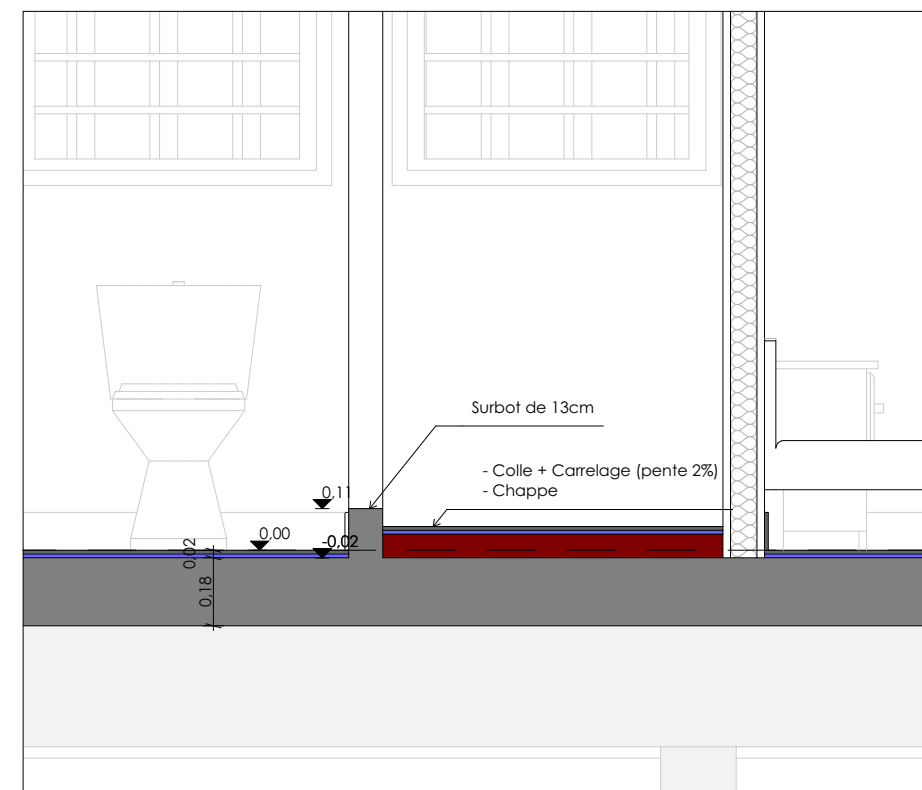 Surbot de 13cm
- Colle + Carrelage (pente 2%)
- Chappe
0,11
0,00
-0,02
0,02
0,18